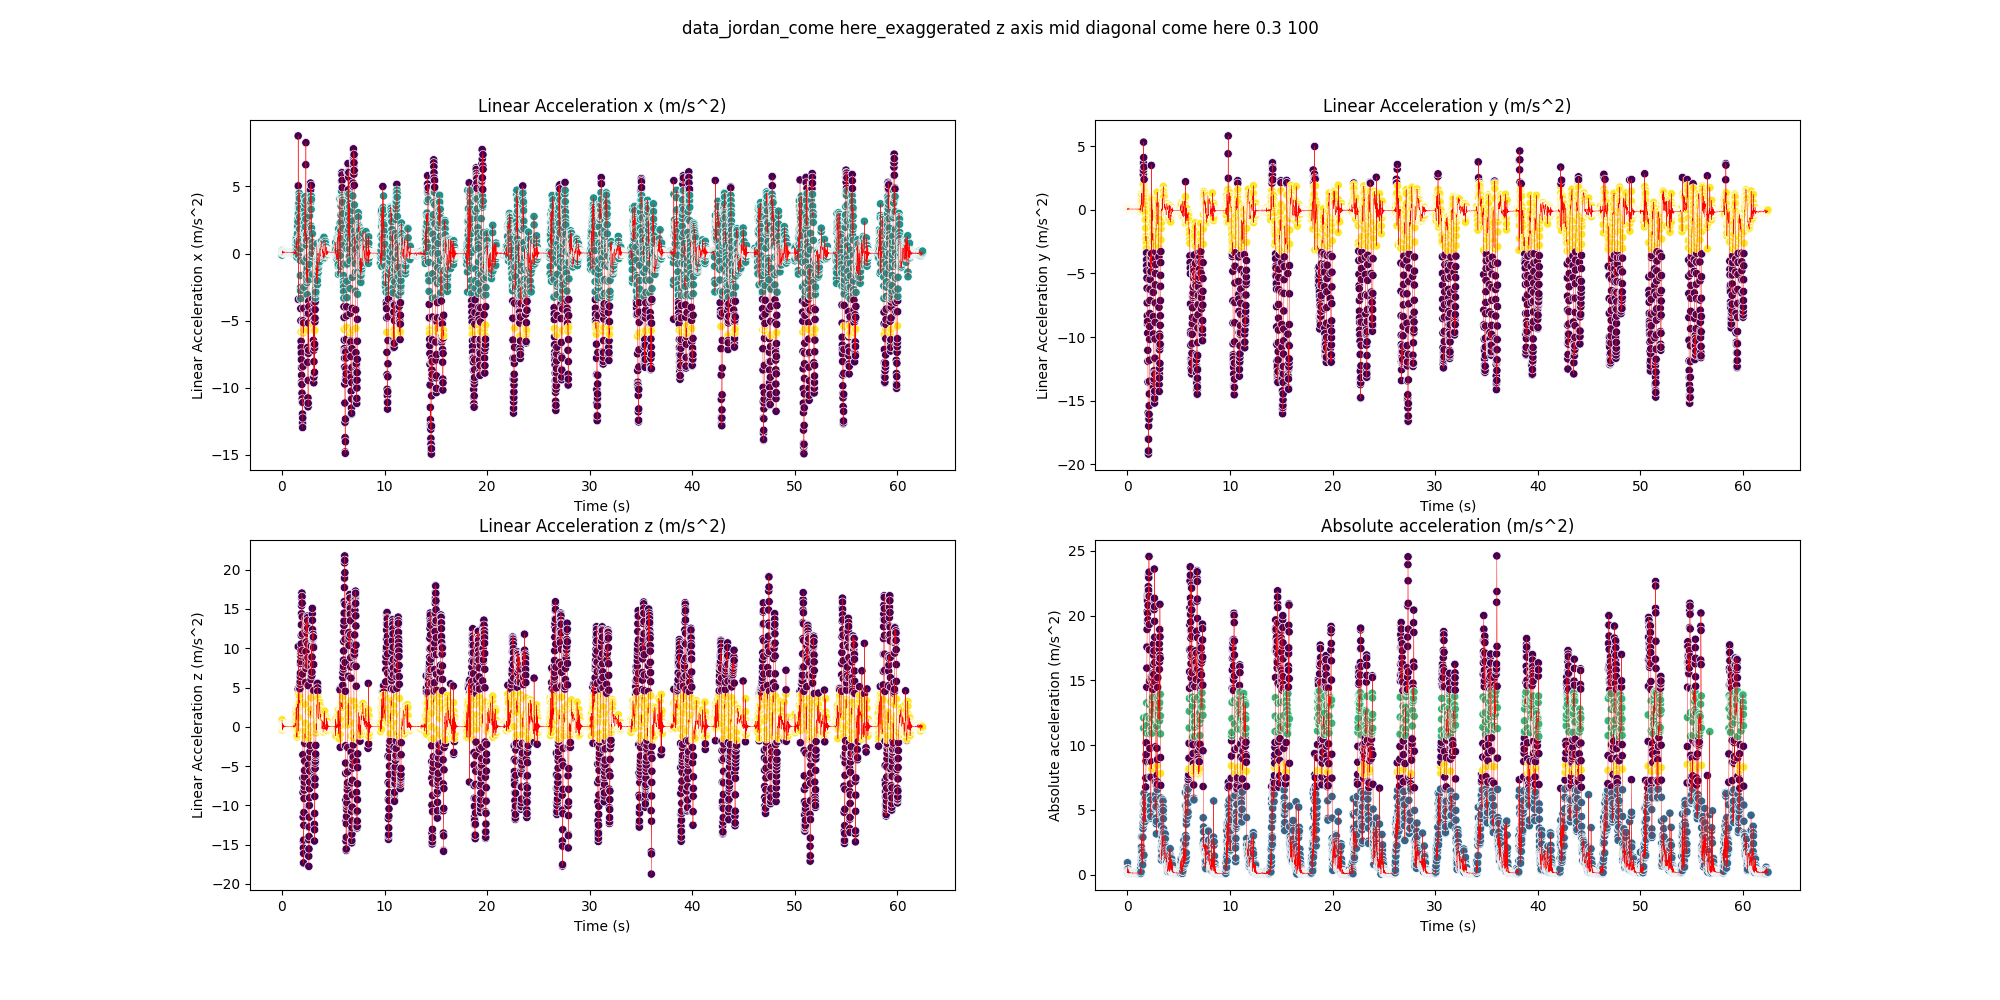 data_jordan_come here_exaggerated z axis mid diagonal come here 0.3 100
Linear Acceleration x (m/s^2)
Linear Acceleration x (m/s^2)
5
0
−5
−10
−15
0 10 20 30 40 50 60
Time (s)
Linear Acceleration y (m/s^2)
Linear Acceleration y (m/s^2)
5
0
−5
−10
−15
−20
0 10 20 30 40 50 60
Time (s)
Linear Acceleration z (m/s^2)
Linear Acceleration z (m/s^2)
20
15
10
5
0
−5
−10
−15
−20
0 10 20 30 40 50 60
Time (s)
Absolute acceleration (m/s^2)
Absolute acceleration (m/s^2)
25
20
15
10
5
0
0 10 20 30 40 50 60
Time (s)